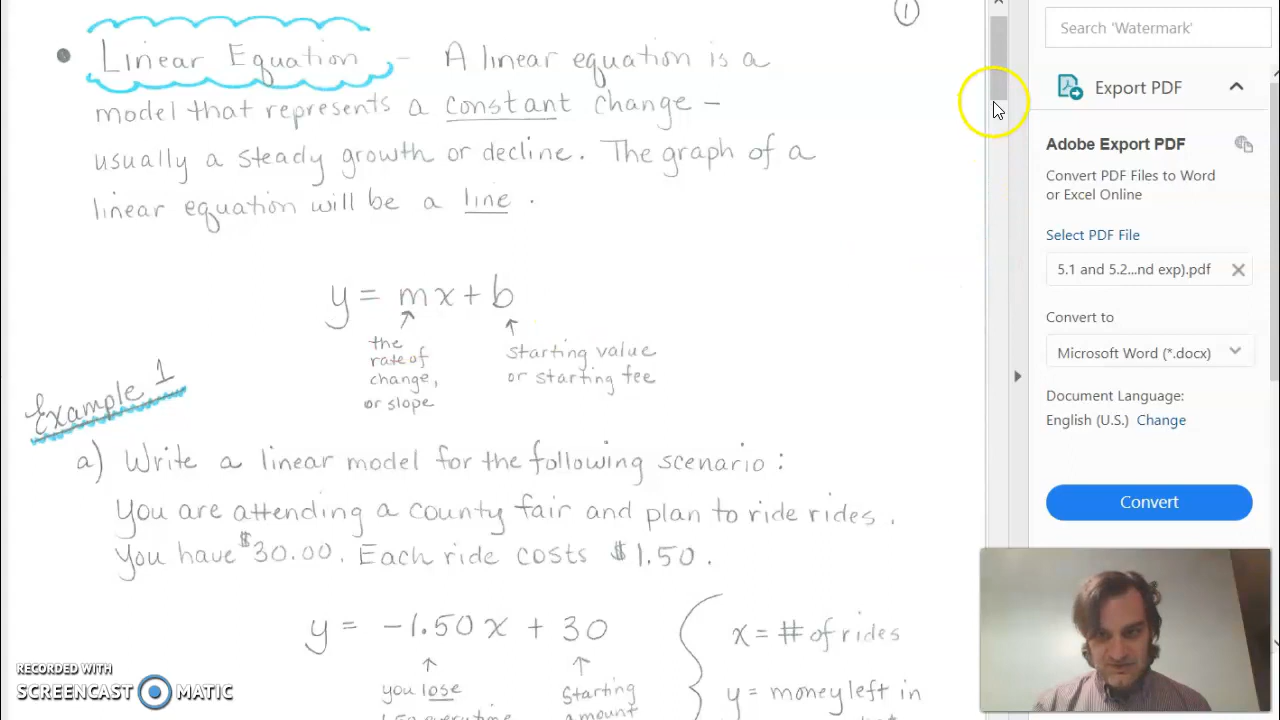 ①
• Linear Equation - A linear equation is a
model that represents a constant change -
usually a steady growth or decline. The graph of a
linear equation will be a line.
y = mx + b
the
rate of
change,
or slope
starting value
or starting fee
Example 1
a) Write a linear model for the following scenario:
You are attending a county fair and plan to ride rides.
You have $30.00. Each ride costs $1.50.
y = -1.50x + 30
you lose
Starting
amount
x = # of rides
y = money left in
Search 'Watermark'
Export PDF
Adobe Export PDF
Convert PDF Files to Word
or Excel Online
Select PDF File
5.1 and 5.2...nd exp).pdf
Convert to
Microsoft Word (*.docx)
Document Language:
English (U.S.) Change
Convert
RECORDED WITH
SCREENCAST MATIC